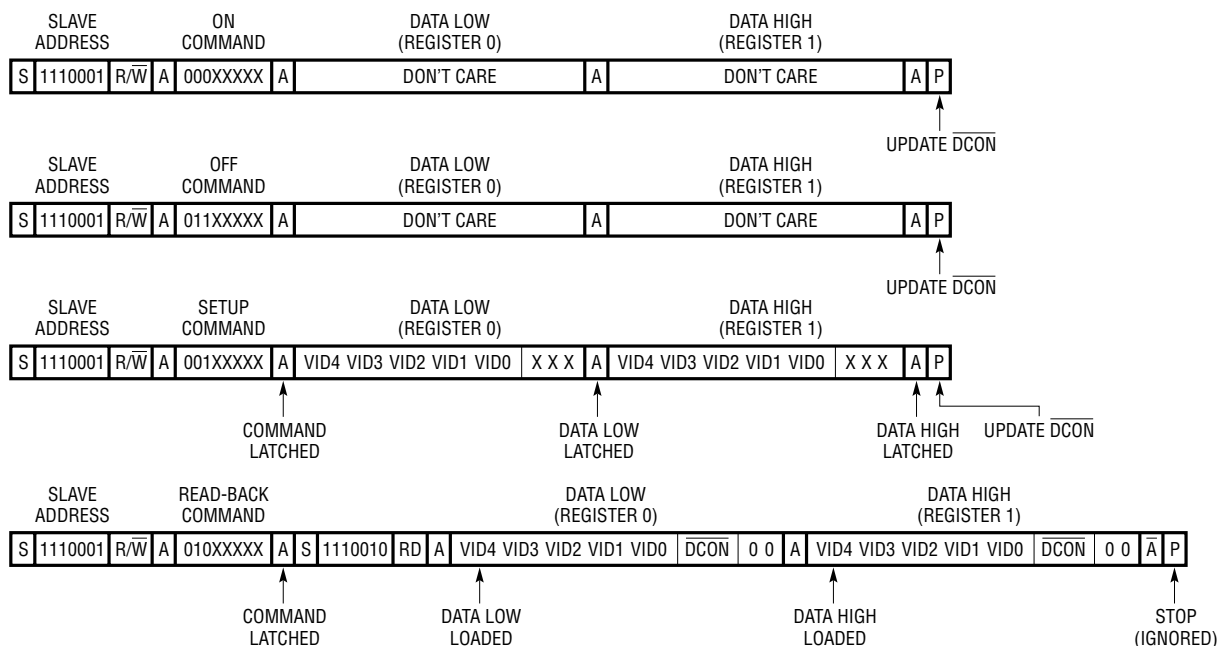 SLAVE ADDRESS ON COMMAND DATA LOW (REGISTER 0) DATA HIGH (REGISTER 1)
S 1110001 R/W̅ A 000XXXXX A DON'T CARE A DON'T CARE A P
UPDATE D̅C̅O̅N̅
SLAVE ADDRESS OFF COMMAND DATA LOW (REGISTER 0) DATA HIGH (REGISTER 1)
S 1110001 R/W̅ A 011XXXXX A DON'T CARE A DON'T CARE A P
UPDATE D̅C̅O̅N̅
SLAVE ADDRESS SETUP COMMAND DATA LOW (REGISTER 0) DATA HIGH (REGISTER 1)
S 1110001 R/W̅ A 001XXXXX A VID4 VID3 VID2 VID1 VID0 X X X A VID4 VID3 VID2 VID1 VID0 X X X A P
COMMAND LATCHED DATA LOW LATCHED DATA HIGH LATCHED UPDATE D̅C̅O̅N̅
SLAVE ADDRESS READ-BACK COMMAND DATA LOW (REGISTER 0) DATA HIGH (REGISTER 1)
S 1110001 R/W̅ A 010XXXXX A S 1110010 RD A VID4 VID3 VID2 VID1 VID0 D̅C̅O̅N̅ 0 0 A VID4 VID3 VID2 VID1 VID0 D̅C̅O̅N̅ 0 0 A̅ P
COMMAND LATCHED DATA LOW LOADED DATA HIGH LOADED STOP (IGNORED)